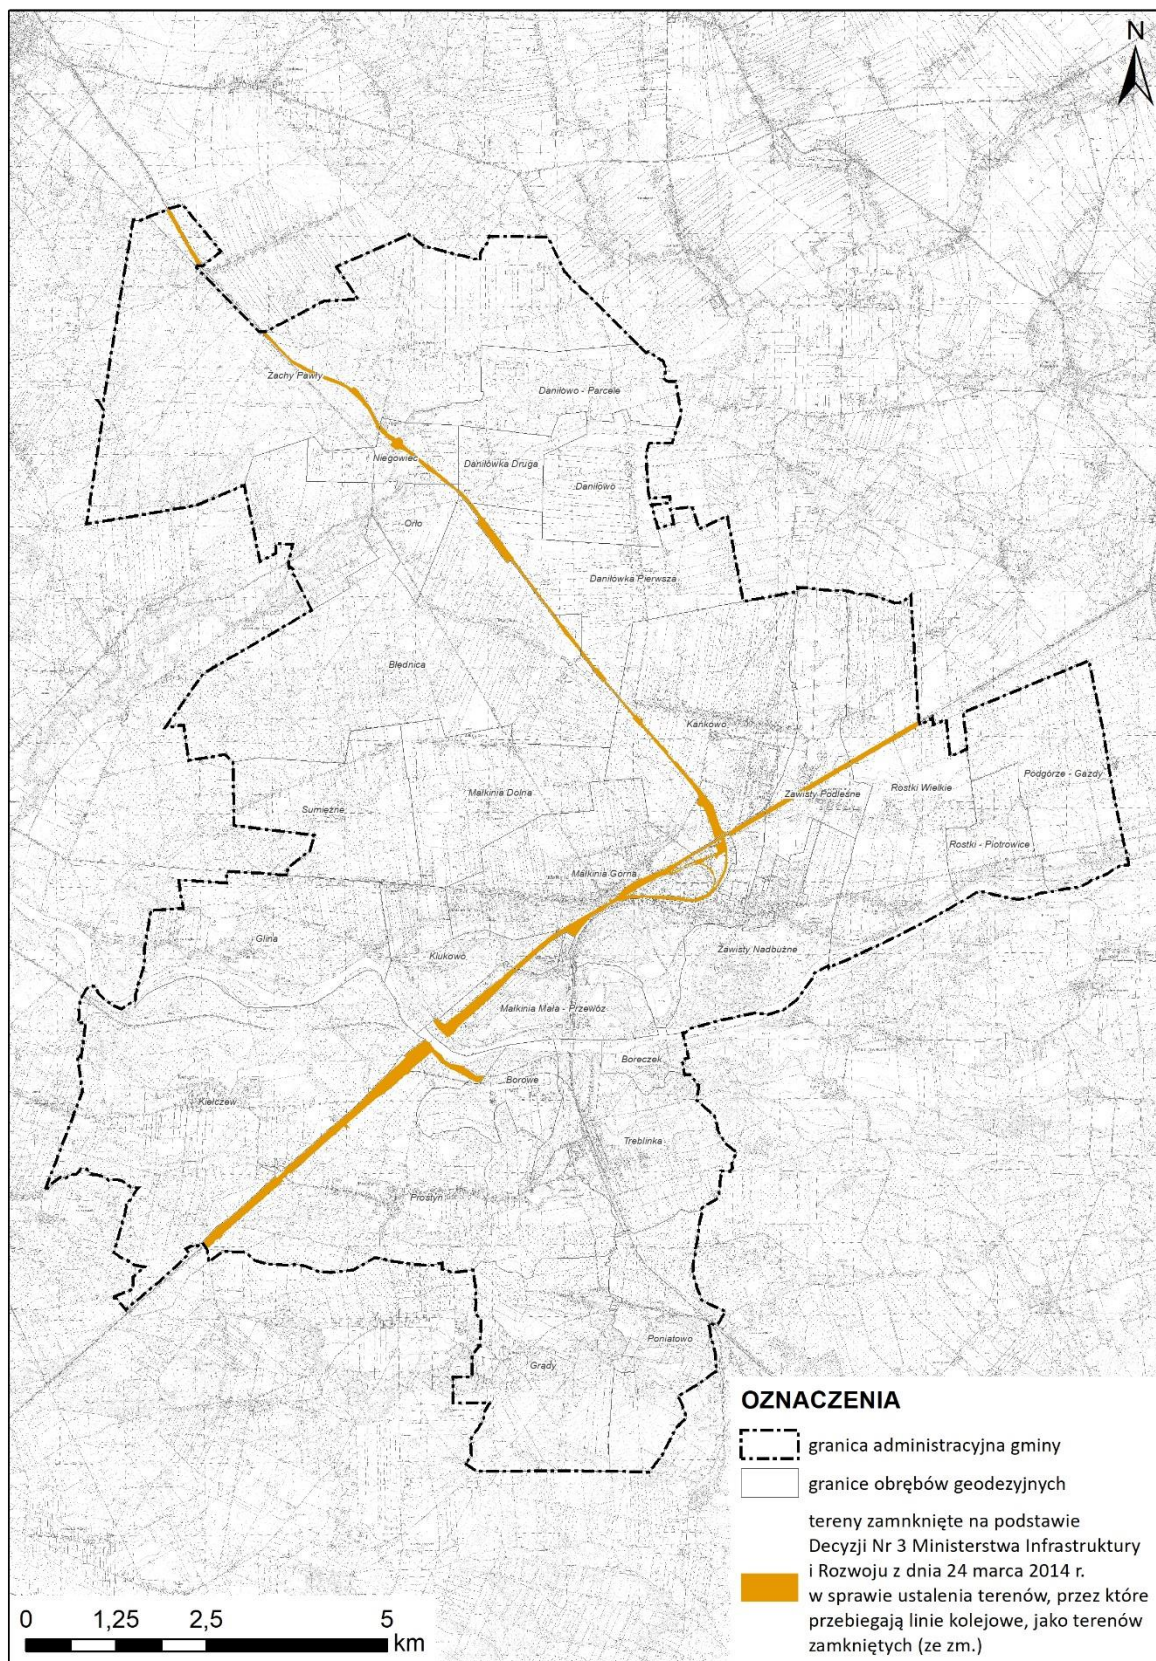 N
Żachy Pawły
Daniłowo - Parcele
Niegowiec
Daniłówka Druga
Daniłowo
Orło
Daniłówka Pierwsza
Błędnica
Kańkowo
Podgórze - Gazdy
Rostki Wielkie
Zawisty Podleśne
Małkinia Dolna
Sumiężne
Rostki - Piotrowice
Małkinia Górna
Glina
Zawisty Nadbużne
Klukowo
Małkinia Mała - Przewóz
Boreczek
Borowe
Kiełczew
Treblinka
Prostyń
Poniatowo
Grądy
OZNACZENIA
granica administracyjna gminy
granice obrębów geodezyjnych
tereny zamnknięte na podstawie
Decyzji Nr 3 Ministerstwa Infrastruktury
i Rozwoju z dnia 24 marca 2014 r.
w sprawie ustalenia terenów, przez które
przebiegają linie kolejowe, jako terenów
zamkniętych (ze zm.)
0 1,25 2,5 5
km